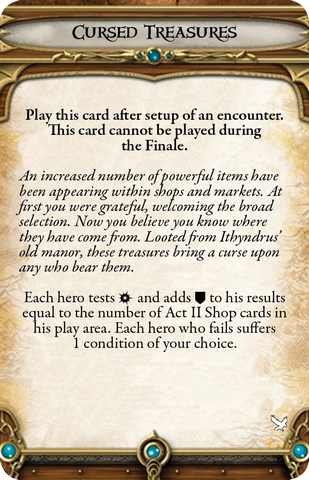 Cursed Treasures
Play this card after setup of an encounter.
This card cannot be played during
the Finale.
An increased number of powerful items have
been appearing within shops and markets. At
first you were grateful, welcoming the broad
selection. Now you believe you know where
they have come from. Looted from Ithyndrus'
old manor, these treasures bring a curse upon
any who bear them.
Each hero tests and adds to his results
equal to the number of Act II Shop cards in
his play area. Each hero who fails suffers
1 condition of your choice.